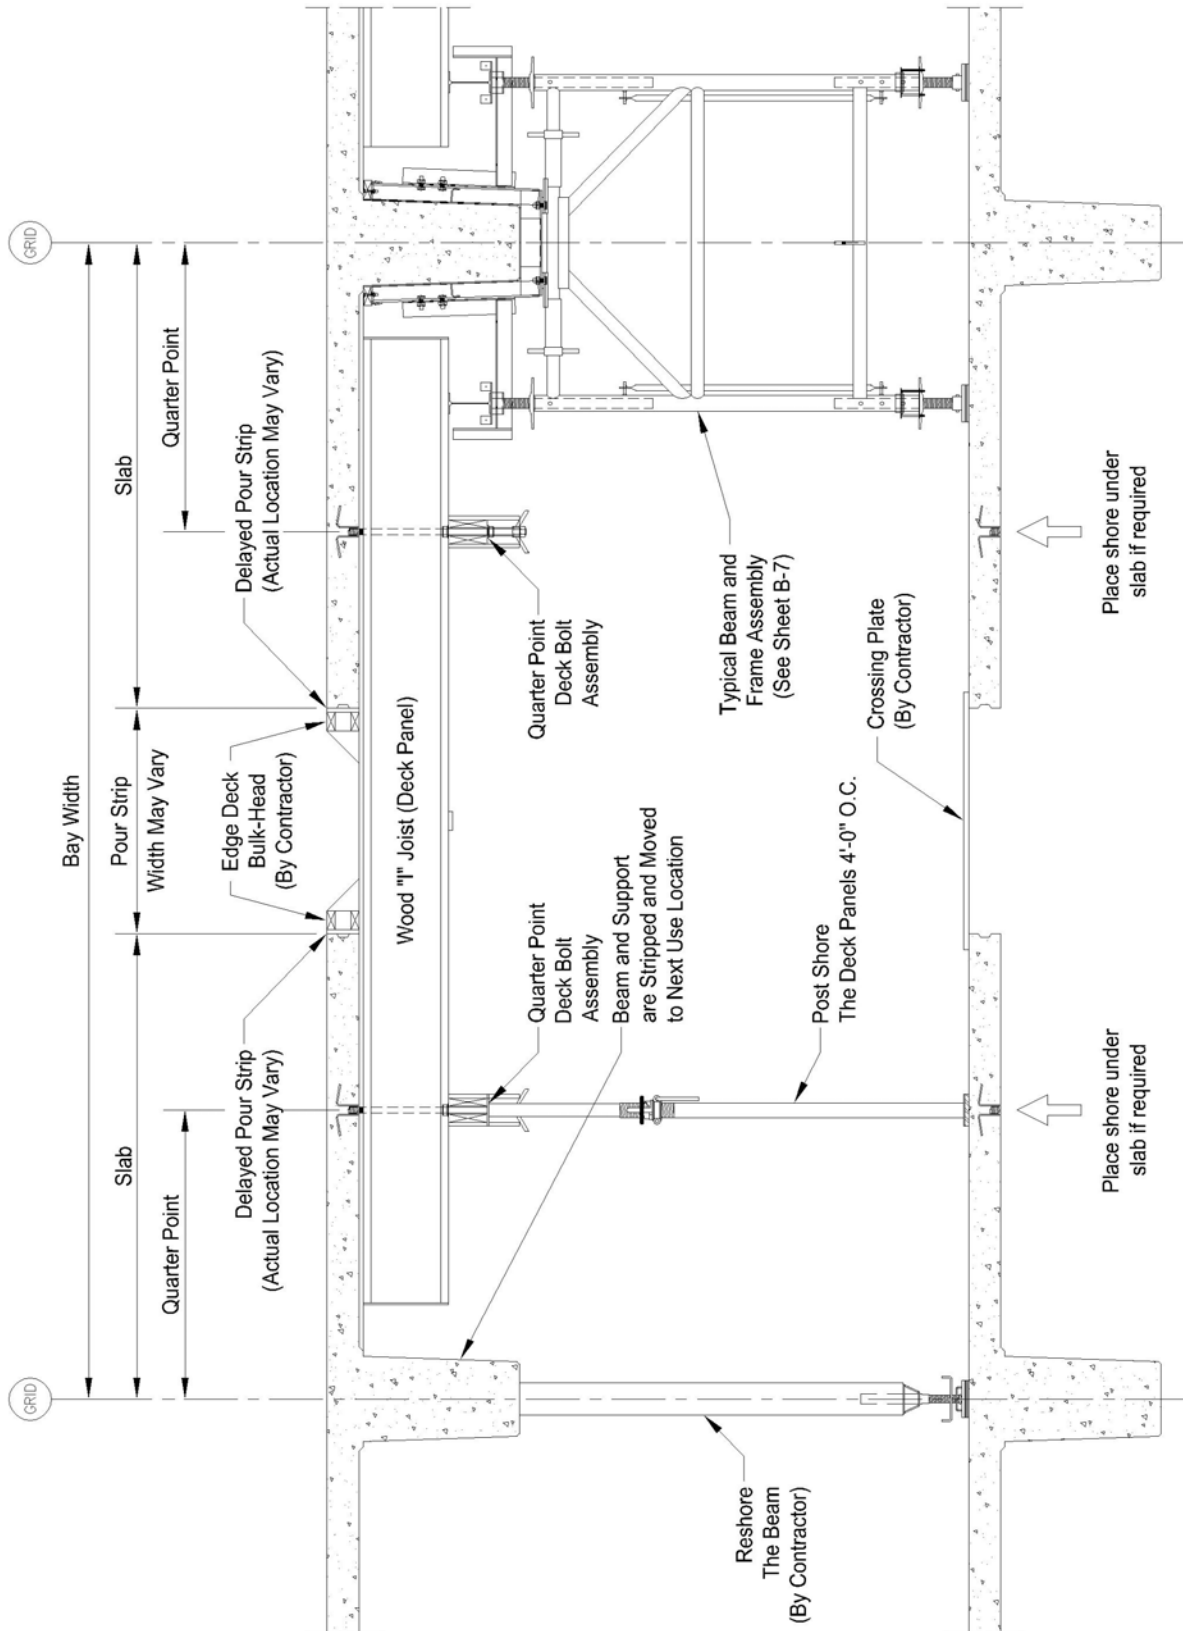 GRID
GRID
Bay Width
Slab
Pour Strip
Width May Vary
Slab
Quarter Point
Quarter Point
Delayed Pour Strip
(Actual Location May Vary)
Edge Deck
Bulk-Head
(By Contractor)
Delayed Pour Strip
(Actual Location May Vary)
Wood "I" Joist (Deck Panel)
Quarter Point
Deck Bolt
Assembly
Quarter Point
Deck Bolt
Assembly
Beam and Support
are Stripped and Moved
to Next Use Location
Typical Beam and
Frame Assembly
(See Sheet B-7)
Reshore
The Beam
(By Contractor)
Post Shore
The Deck Panels 4'-0" O.C.
Crossing Plate
(By Contractor)
Place shore under
slab if required
Place shore under
slab if required